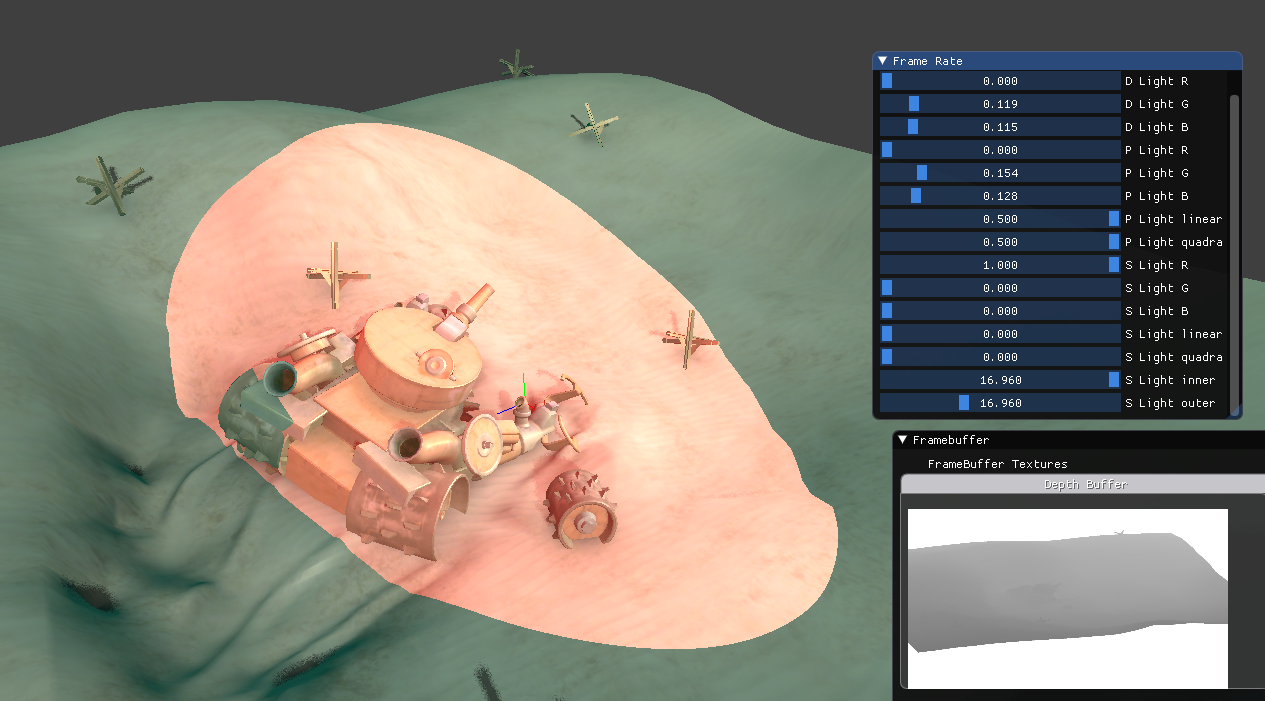 Frame Rate
0.000 D Light R
0.119 D Light G
0.115 D Light B
0.000 P Light R
0.154 P Light G
0.128 P Light B
0.500 P Light linear
0.500 P Light quadra
1.000 S Light R
0.000 S Light G
0.000 S Light B
0.000 S Light linear
0.000 S Light quadra
16.960 S Light inner
16.960 S Light outer
Framebuffer
FrameBuffer Textures
Depth Buffer